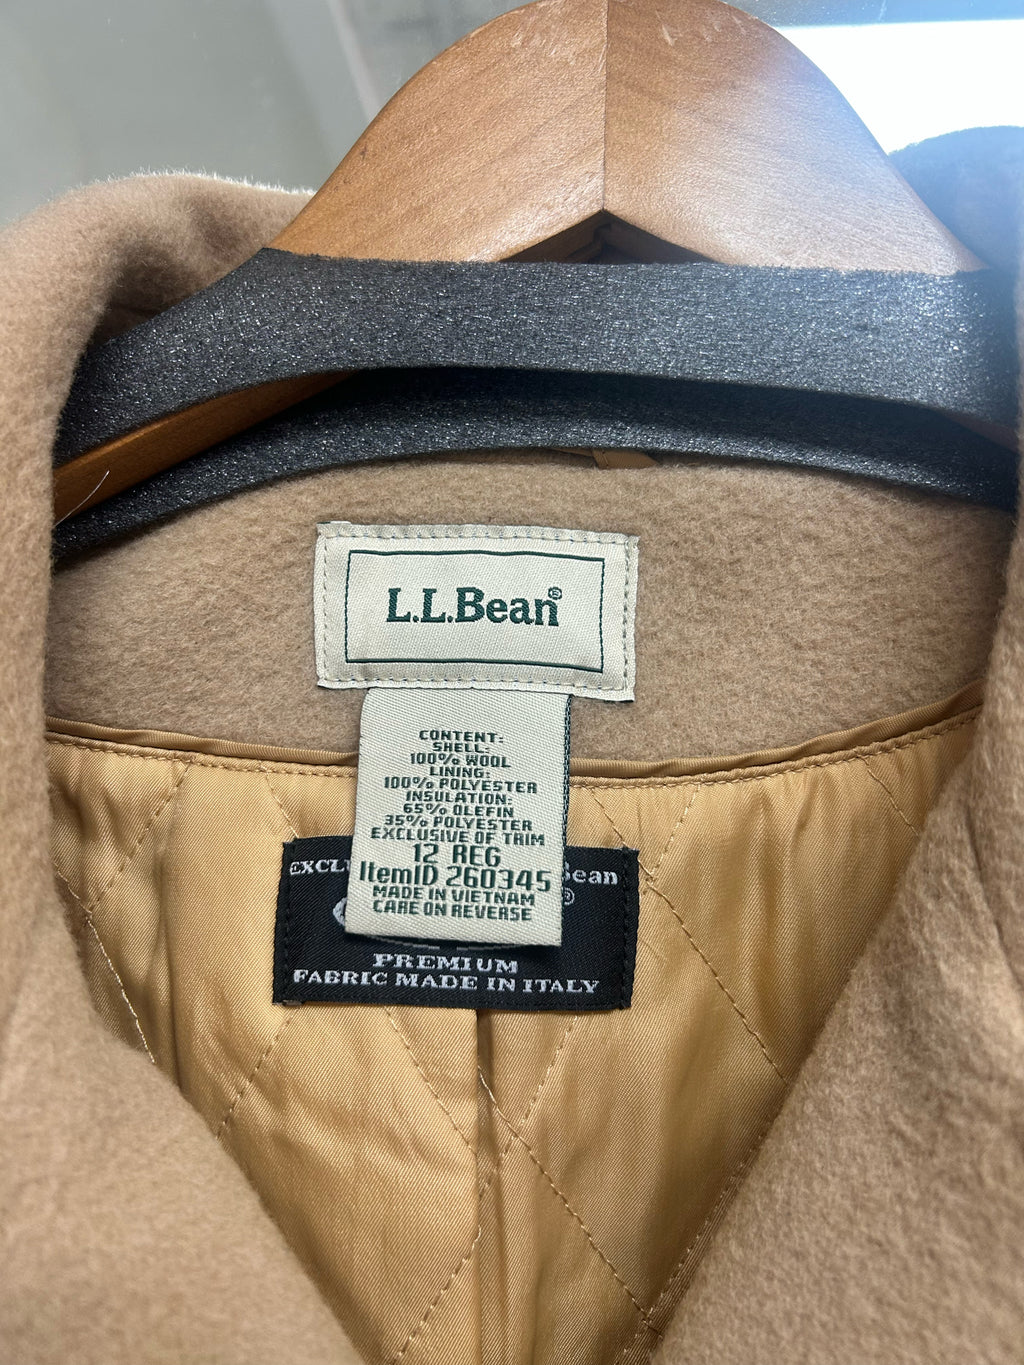 L.L.Bean®
CONTENT:
SHELL:
100% WOOL
LINING:
100% POLYESTER
INSULATION:
65% OLEFIN
35% POLYESTER
EXCLUSIVE OF TRIM
12 REG
ItemID 260345
MADE IN VIETNAM
CARE ON REVERSE
Bean
®
PREMIUM
FABRIC MADE IN ITALY